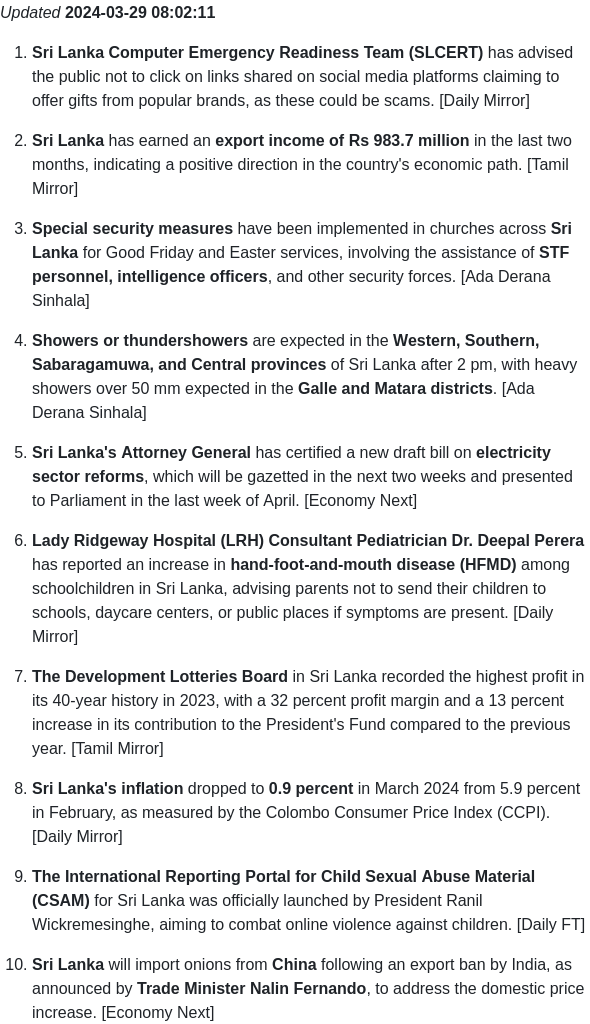 Updated 2024-03-29 08:02:11
1. Sri Lanka Computer Emergency Readiness Team (SLCERT) has advised
the public not to click on links shared on social media platforms claiming to
offer gifts from popular brands, as these could be scams. [Daily Mirror]
2. Sri Lanka has earned an export income of Rs 983.7 million in the last two
months, indicating a positive direction in the country's economic path. [Tamil
Mirror]
3. Special security measures have been implemented in churches across Sri
Lanka for Good Friday and Easter services, involving the assistance of STF
personnel, intelligence officers, and other security forces. [Ada Derana
Sinhala]
4. Showers or thundershowers are expected in the Western, Southern,
Sabaragamuwa, and Central provinces of Sri Lanka after 2 pm, with heavy
showers over 50 mm expected in the Galle and Matara districts. [Ada
Derana Sinhala]
5. Sri Lanka's Attorney General has certified a new draft bill on electricity
sector reforms, which will be gazetted in the next two weeks and presented
to Parliament in the last week of April. [Economy Next]
6. Lady Ridgeway Hospital (LRH) Consultant Pediatrician Dr. Deepal Perera
has reported an increase in hand-foot-and-mouth disease (HFMD) among
schoolchildren in Sri Lanka, advising parents not to send their children to
schools, daycare centers, or public places if symptoms are present. [Daily
Mirror]
7. The Development Lotteries Board in Sri Lanka recorded the highest profit in
its 40-year history in 2023, with a 32 percent profit margin and a 13 percent
increase in its contribution to the President's Fund compared to the previous
year. [Tamil Mirror]
8. Sri Lanka's inflation dropped to 0.9 percent in March 2024 from 5.9 percent
in February, as measured by the Colombo Consumer Price Index (CCPI).
[Daily Mirror]
9. The International Reporting Portal for Child Sexual Abuse Material
(CSAM) for Sri Lanka was officially launched by President Ranil
Wickremesinghe, aiming to combat online violence against children. [Daily FT]
10. Sri Lanka will import onions from China following an export ban by India, as
announced by Trade Minister Nalin Fernando, to address the domestic price
increase. [Economy Next]